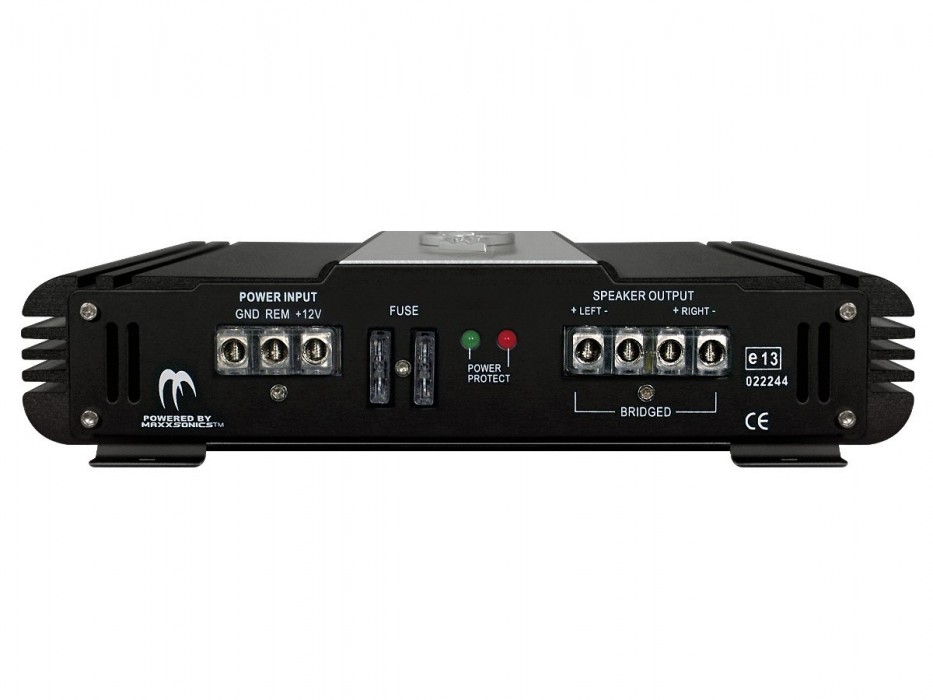 POWER INPUT
GND REM +12V
FUSE
POWER
PROTECT
SPEAKER OUTPUT
+ LEFT -
+ RIGHT -
BRIDGED
e 13
022244
CE
POWERED BY
MAXXSONICS™